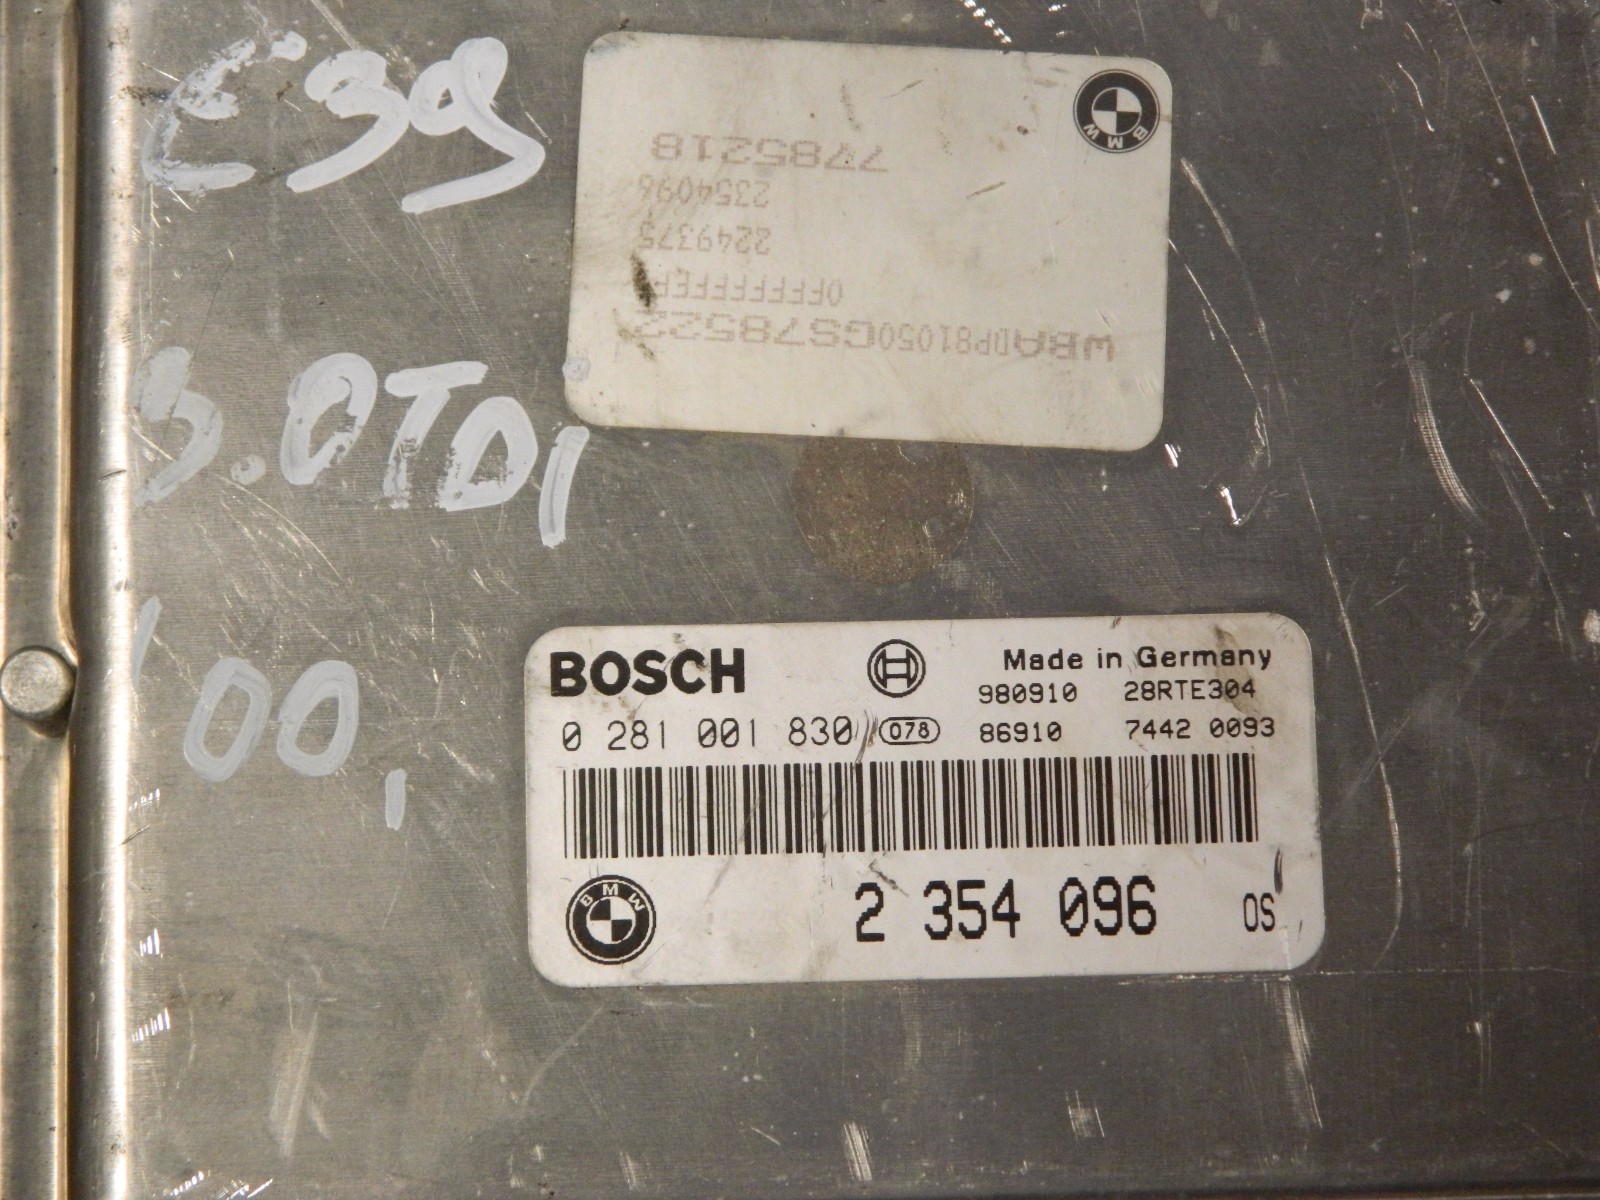 E39
3.0TDI
'00,
BMW
7785218
2354096
2249375
0FFFFFFFEF
WBADP81050GS78522
BOSCH
Made in Germany
980910 28RTE304
0 281 001 830 078 86910 7442 0093
BMW
2 354 096 OS